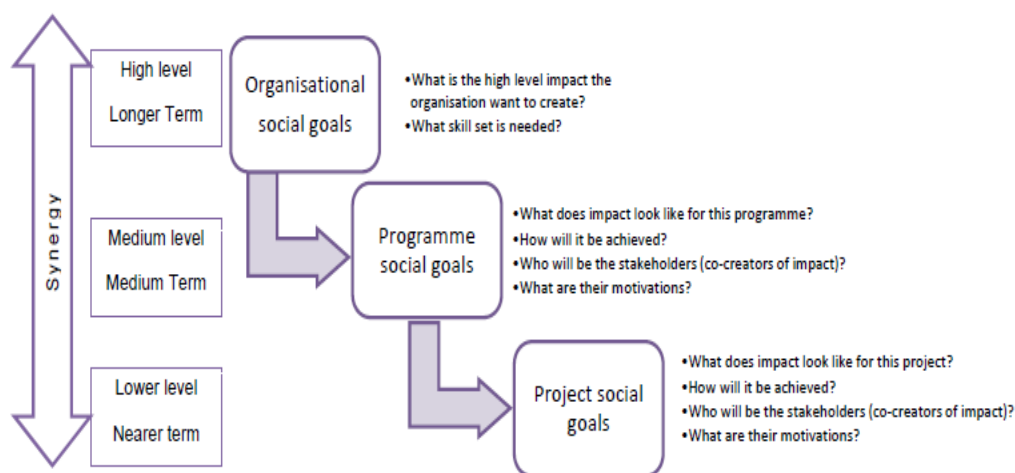 Synergy
High level
Longer Term
Organisational
social goals
•What is the high level impact the
organisation want to create?
•What skill set is needed?
Medium level
Medium Term
Programme
social goals
•What does impact look like for this programme?
•How will it be achieved?
•Who will be the stakeholders (co-creators of impact)?
•What are their motivations?
Lower level
Nearer term
Project social
goals
•What does impact look like for this project?
•How will it be achieved?
•Who will be the stakeholders (co-creators of impact)?
•What are their motivations?